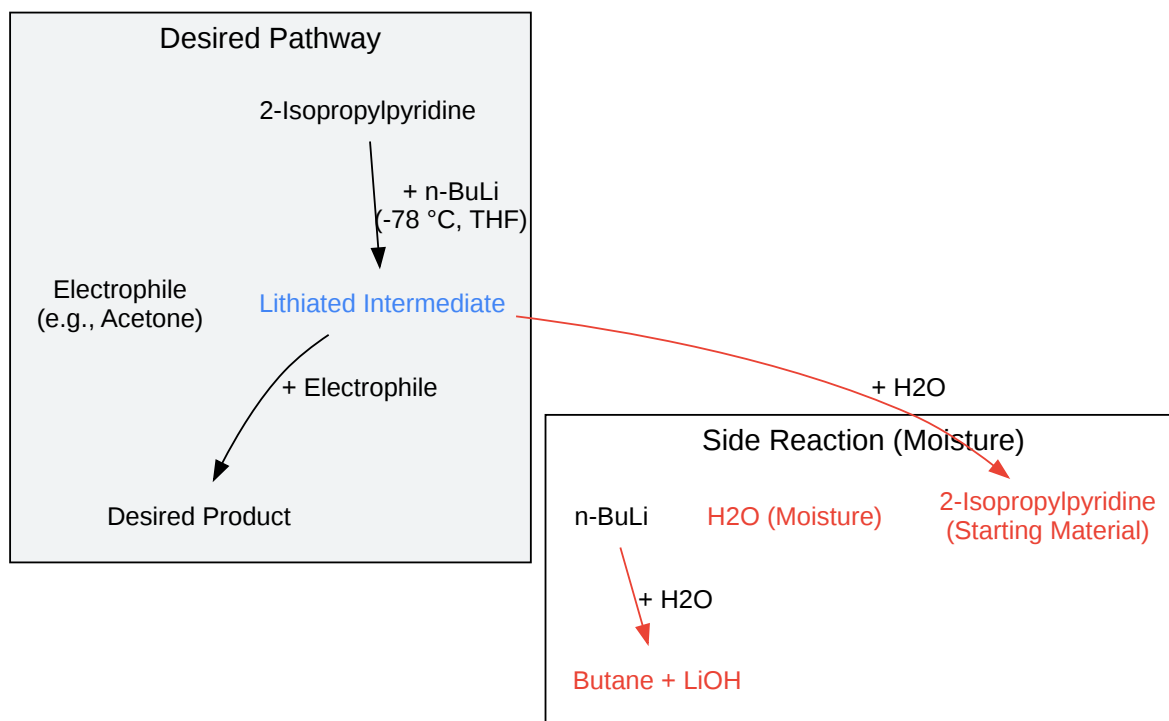 Desired Pathway
2-Isopropylpyridine
+ n-BuLi
(-78 °C, THF)
Electrophile
(e.g., Acetone)
Lithiated Intermediate
+ Electrophile
Desired Product
+ H2O
Side Reaction (Moisture)
n-BuLi
H2O (Moisture)
2-Isopropylpyridine
(Starting Material)
+ H2O
Butane + LiOH